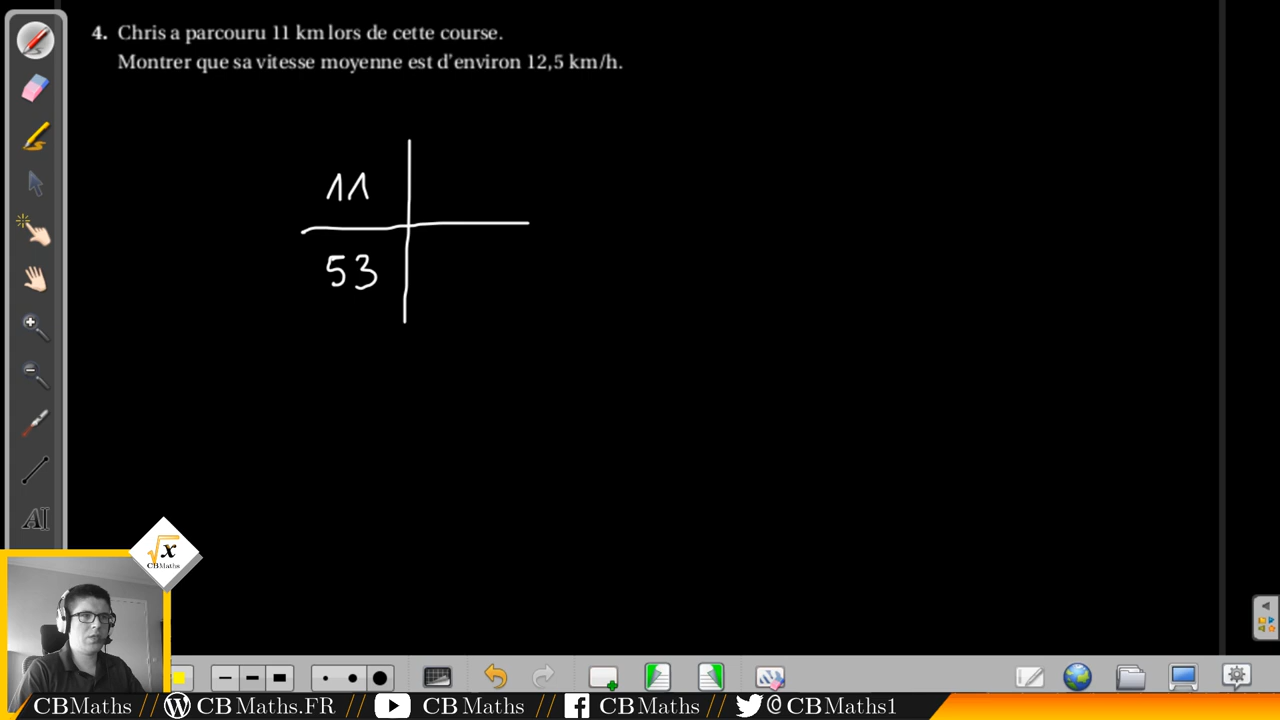 4. Chris a parcouru 11 km lors de cette course.
Montrer que sa vitesse moyenne est d'environ 12,5 km/h.
11
53
AI
√x
CBMaths
CBMaths // CBMaths.FR // CBMaths // CBMaths // @CBMaths1